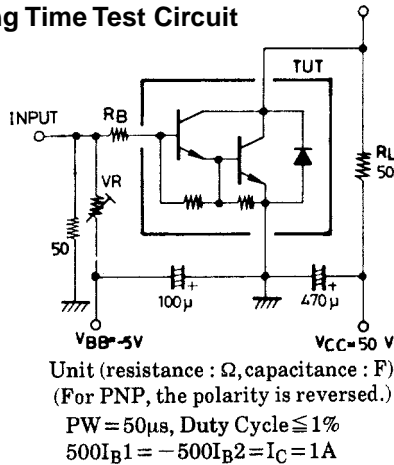 ng Time Test Circuit
TUT
INPUT
RB
VR
RL
50
50
100μ
+
470μ
+
VBB=-5V
VCC=50 V
Unit (resistance : Ω, capacitance : F)
(For PNP, the polarity is reversed.)
PW=50μs, Duty Cycle≦1%
500IB1=-500IB2=IC=1A